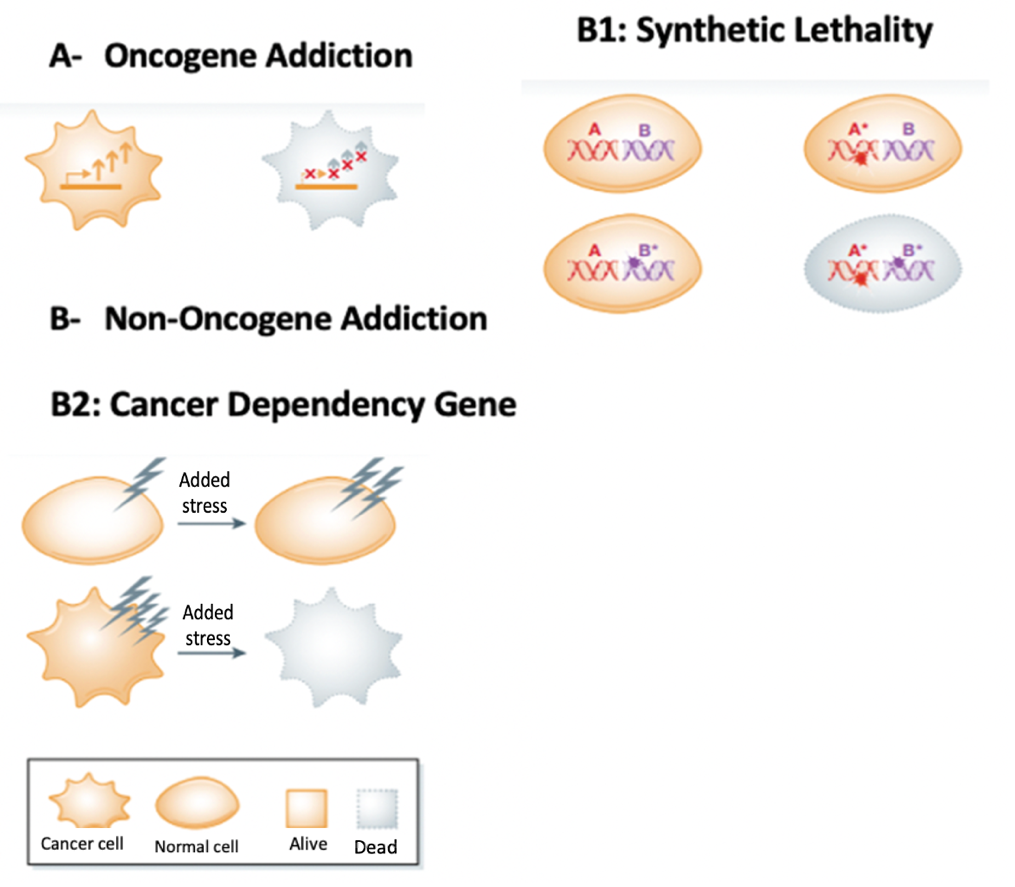 A- Oncogene Addiction
B1: Synthetic Lethality
A B
A* B
A B*
A* B*
B- Non-Oncogene Addiction
B2: Cancer Dependency Gene
Added
stress
Added
stress
Cancer cell Normal cell Alive Dead